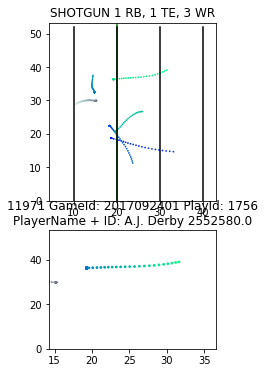 SHOTGUN 1 RB, 1 TE, 3 WR
50
40
30
20
10
0
10 20 30 40
11971 GameId: 2017092401 PlayId: 1756
PlayerName + ID: A.J. Derby 2552580.0
40
20
0
15 20 25 30 35